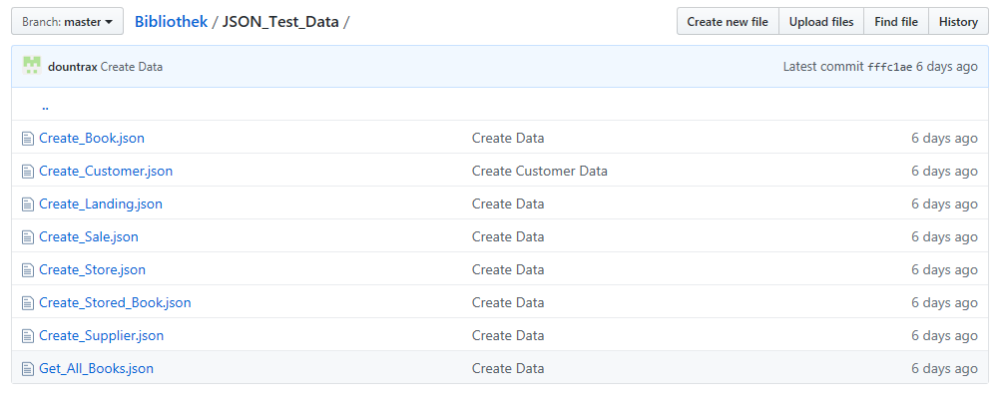 Branch: master Bibliothek / JSON_Test_Data / Create new file Upload files Find file History
dountrax Create Data Latest commit fffc1ae 6 days ago
..
Create_Book.json Create Data 6 days ago
Create_Customer.json Create Customer Data 6 days ago
Create_Landing.json Create Data 6 days ago
Create_Sale.json Create Data 6 days ago
Create_Store.json Create Data 6 days ago
Create_Stored_Book.json Create Data 6 days ago
Create_Supplier.json Create Data 6 days ago
Get_All_Books.json Create Data 6 days ago